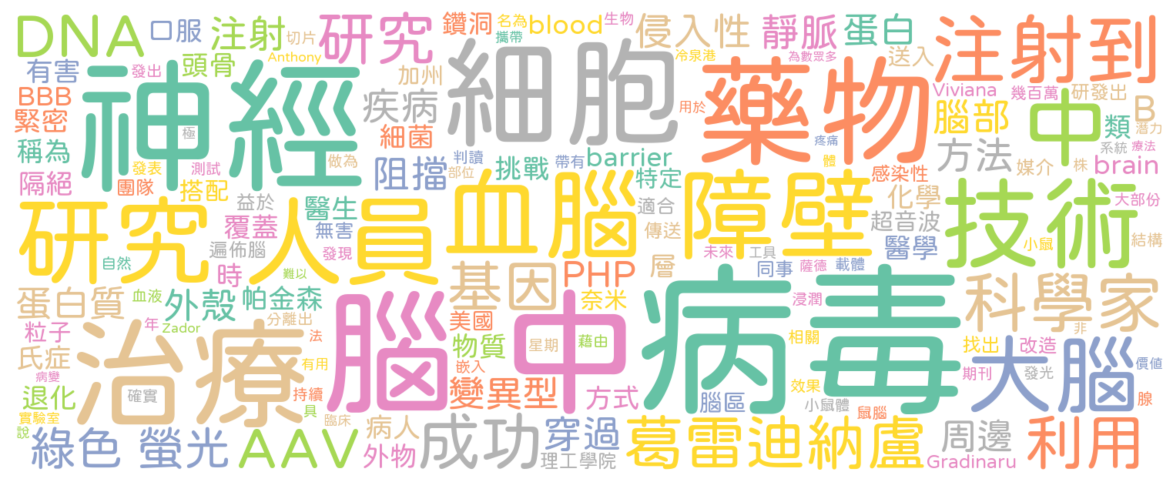 DNA
口服
注射
切片
研究
鑽洞
名為
攜帶
blood
生物
侵入性
靜脈
蛋白
注射到
有害
發出
頭骨
Anthony
神經
加州
疾病
細胞
冷泉港
藥物
為數眾多
送入
Viviana
幾百萬
研發出
BBB
緊密
極
細菌
用於
腦部
中
類
B
潛力
稱為
發表
測試
做為
阻擋
判讀
部位
挑戰
帶有
barrier
疼痛
方法
媒介
系統
療法
株
brain
隔絕
團隊
搭配
益於
醫生
無害
特定
體
感染性
化學
大部份
研究人員
覆蓋
遍佈腦
血腦障壁
適合
傳送
超音波
醫學
技術
小鼠
結構
自然
時
發現
難以
基因
PHP
層
未來
工具
同事
薩德
載體
蛋白質
血液
外殼
帕金森
奈米
浸潤
科學家
粒子
年
Zador
分離出
法
美國
物質
星期
藉由
病毒
相關
非
氏症
治療
有用
腦中
嵌入
找出
改造
大腦
價值
病變
退化
確實
持續
具
變異型
方式
腦區
效果
小鼠體
期刊
發光
鼠腦
腺
實驗室
說
臨床
綠色 螢光
AAV
病人
外物
成功
穿過
理工學院
葛雷迪納盧
周邊
Gradinaru
利用